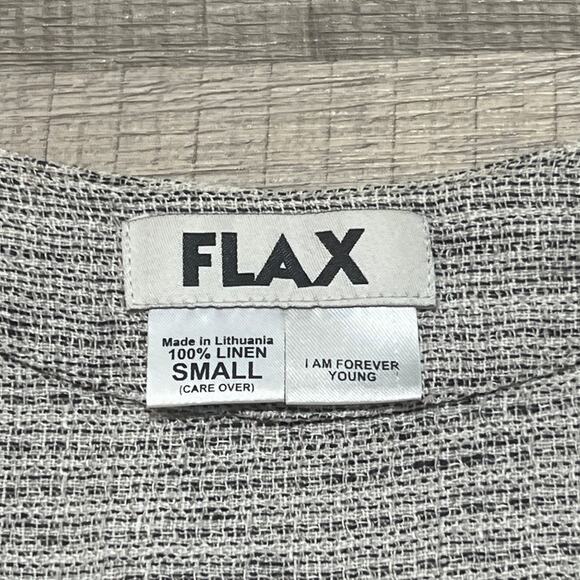 FLAX
Made in Lithuania
100% LINEN
SMALL
(CARE OVER)
I AM FOREVER
YOUNG